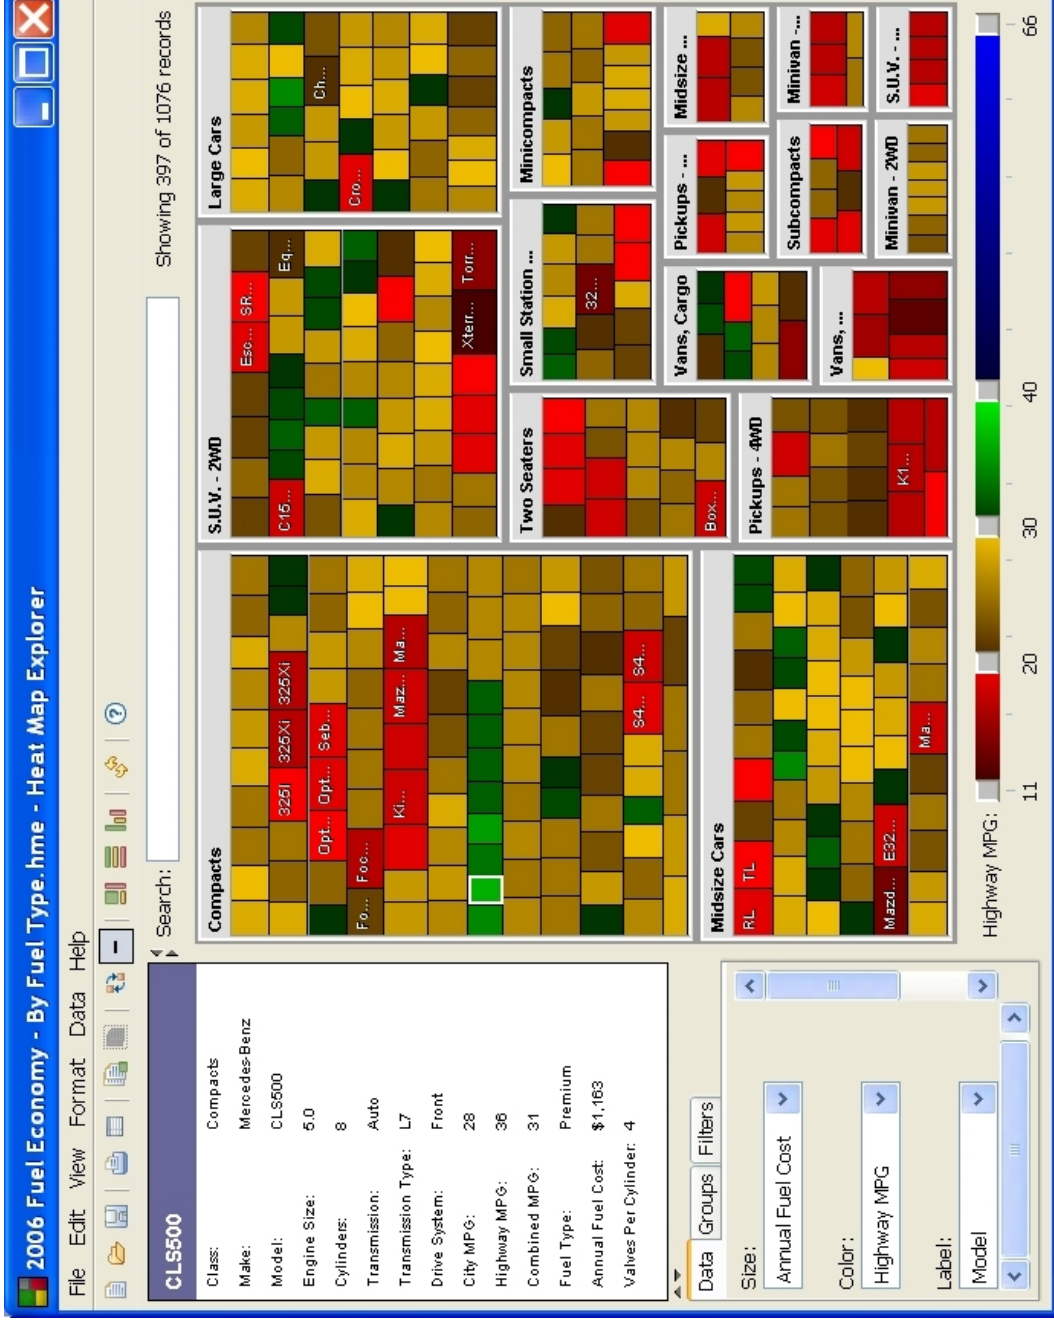 2006 Fuel Economy - By Fuel Type.hme - Heat Map Explorer
File Edit View Format Data Help
CLS500
Class: Compacts
Make: Mercedes-Benz
Model: CLS500
Engine Size: 5.0
Cylinders: 8
Transmission: Auto
Transmission Type: L7
Drive System: Front
City MPG: 28
Highway MPG: 36
Combined MPG: 31
Fuel Type: Premium
Annual Fuel Cost: $1,163
Valves Per Cylinder: 4
Data Groups Filters
Size:
Annual Fuel Cost
Color:
Highway MPG
Label:
Model
Search:
Showing 397 of 1076 records
Compacts
325I 325Xi 325Xi
Opt... Opt... Seb...
Fo... Foc...
Ki... Maz... Ma...
S4... S4...
Midsize Cars
RL TL
Mazd... E32...
Ma...
S.U.V. - 2WD
Esc... SR...
C15... Eq...
Xterr... Torr...
Large Cars
Ch...
Cro...
Two Seaters
Box...
Pickups - 4WD
K1...
Small Station ...
32...
Minicompacts
Vans, Cargo
Vans, ...
Pickups - ...
Midsize ...
Subcompacts
Minivan -...
Minivan - 2WD
S.U.V. - ...
Highway MPG:
11 20 30 40 66